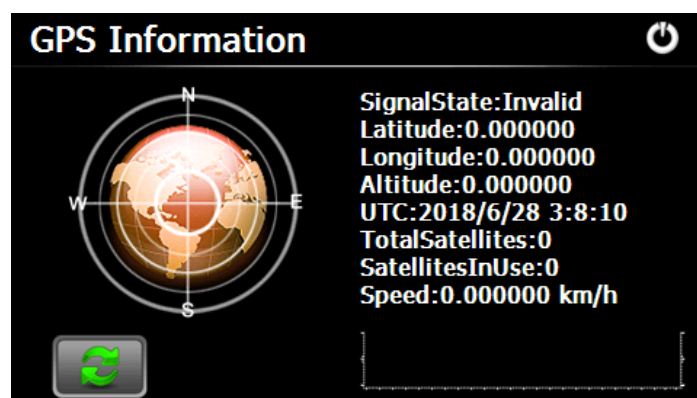 GPS Information
N
W
E
S
SignalState:Invalid
Latitude:0.000000
Longitude:0.000000
Altitude:0.000000
UTC:2018/6/28 3:8:10
TotalSatellites:0
SatellitesInUse:0
Speed:0.000000 km/h